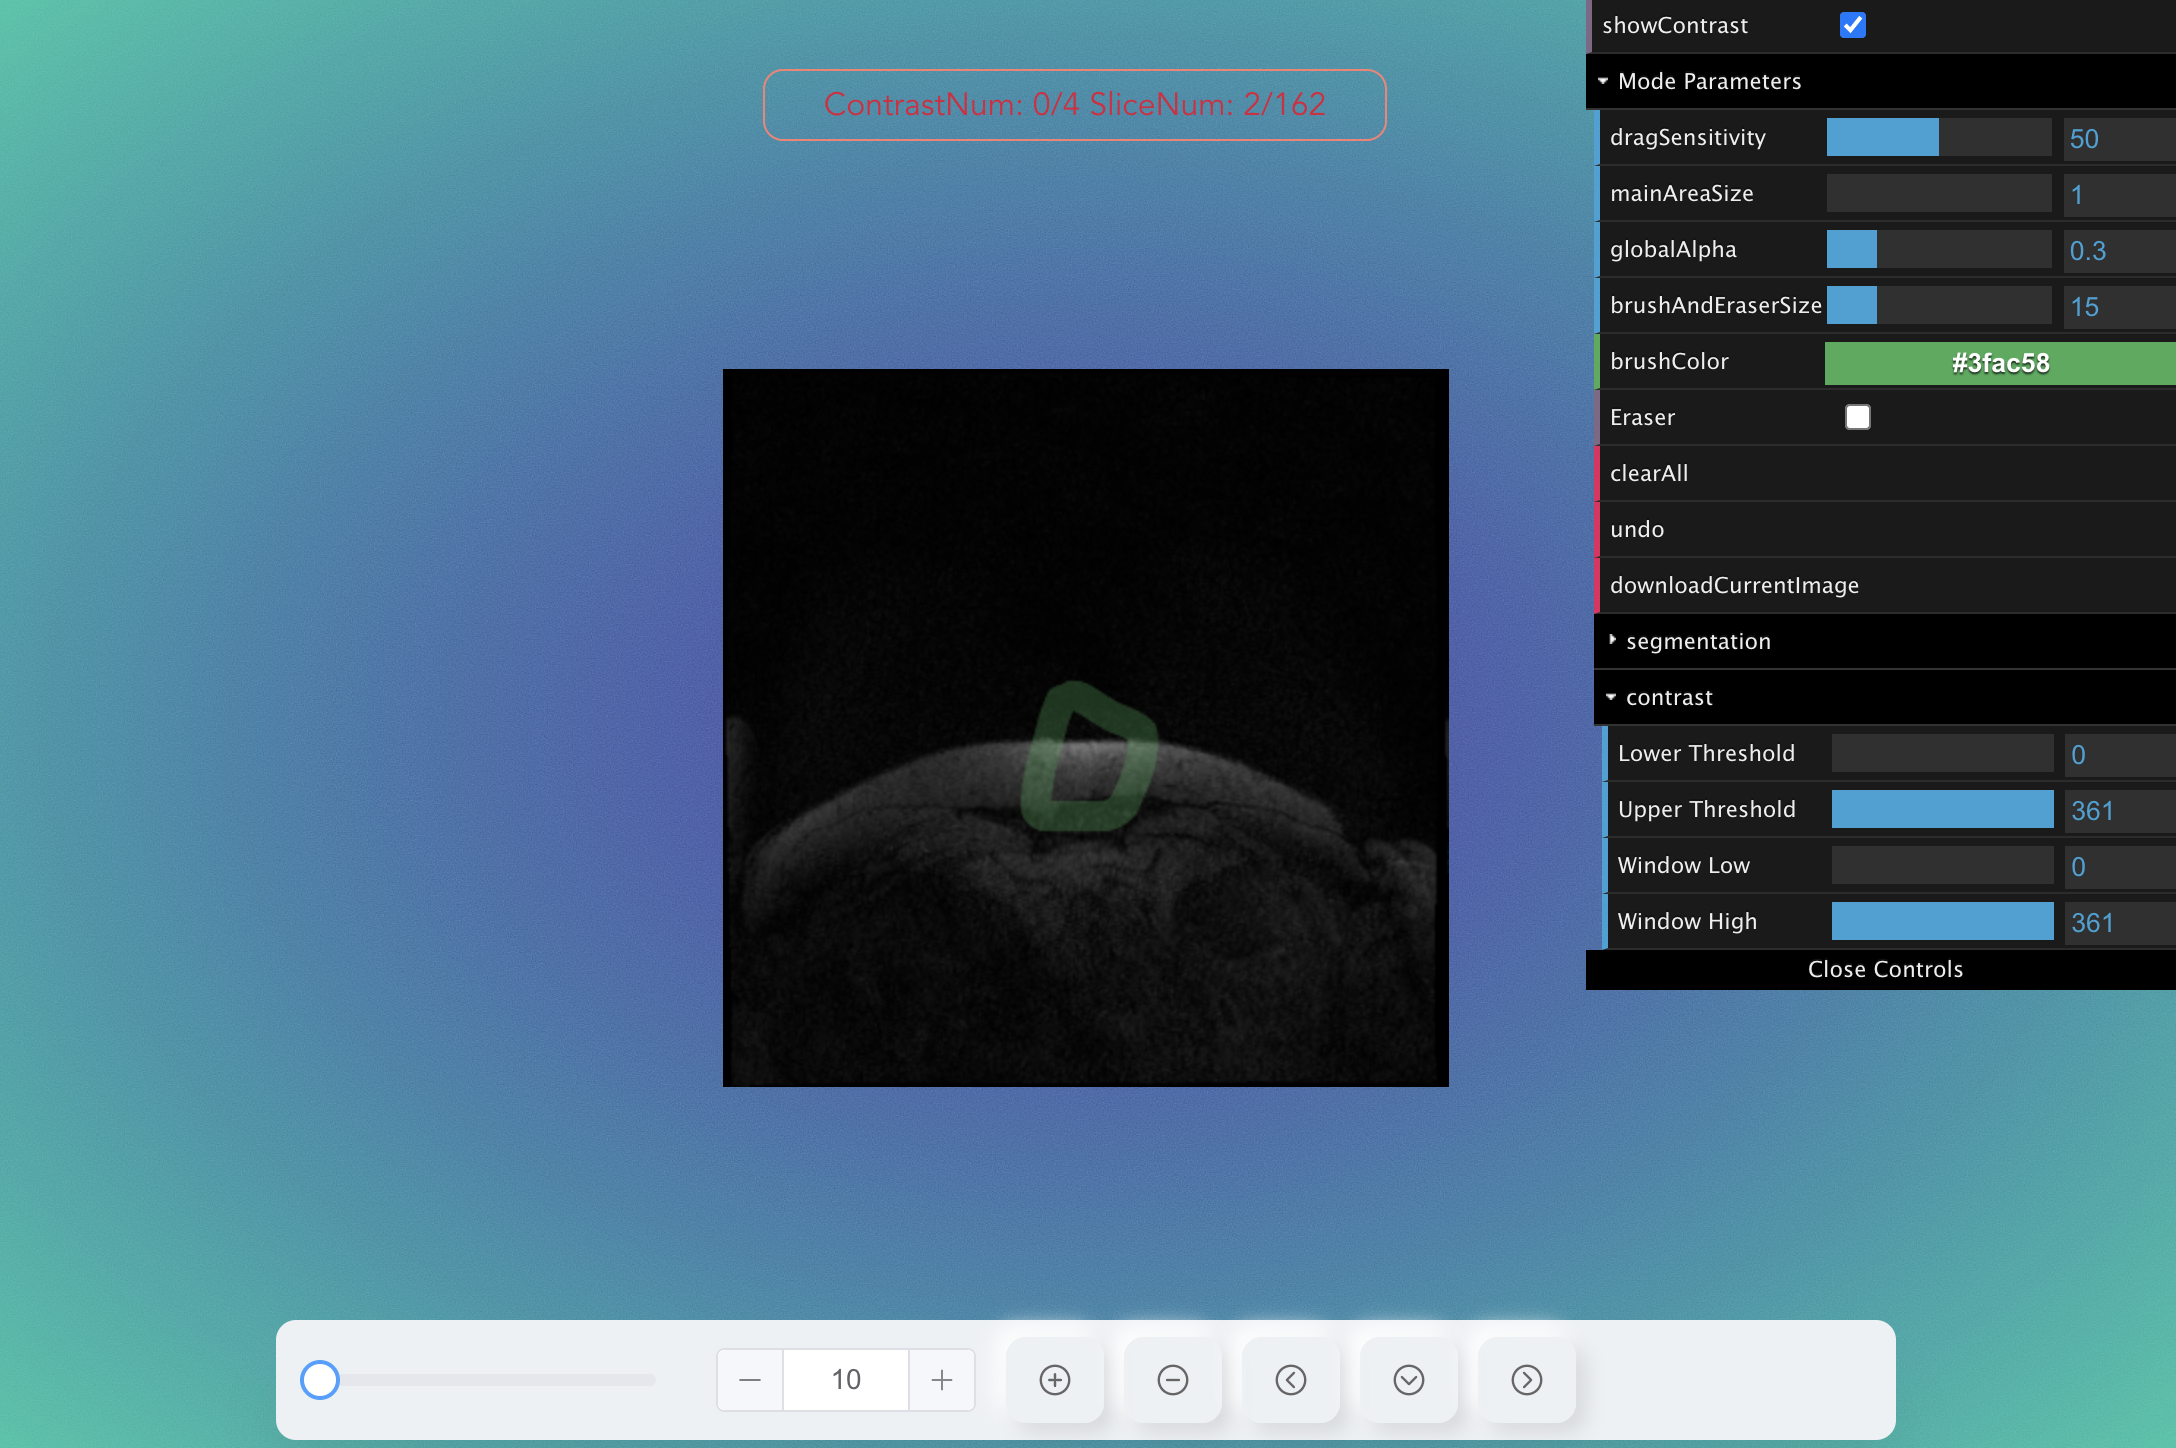 showContrast
ContrastNum: 0/4 SliceNum: 2/162
Mode Parameters
dragSensitivity 50
mainAreaSize 1
globalAlpha 0.3
brushAndEraserSize 15
brushColor #3fac58
Eraser
clearAll
undo
downloadCurrentImage
segmentation
contrast
Lower Threshold 0
Upper Threshold 361
Window Low 0
Window High 361
Close Controls
10